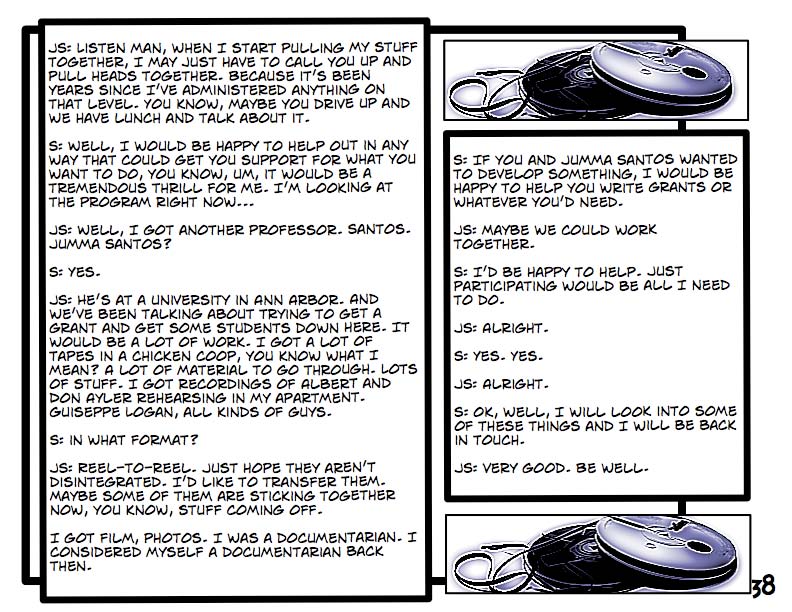 JS: LISTEN MAN, WHEN I START PULLING MY STUFF
TOGETHER, I MAY JUST HAVE TO CALL YOU UP AND
PULL HEADS TOGETHER. BECAUSE IT'S BEEN
YEARS SINCE I'VE ADMINISTERED ANYTHING ON
THAT LEVEL. YOU KNOW, MAYBE YOU DRIVE UP AND
WE HAVE LUNCH AND TALK ABOUT IT.
S: WELL, I WOULD BE HAPPY TO HELP OUT IN ANY
WAY THAT COULD GET YOU SUPPORT FOR WHAT YOU
WANT TO DO, YOU KNOW, UM, IT WOULD BE A
TREMENDOUS THRILL FOR ME. I'M LOOKING AT
THE PROGRAM RIGHT NOW...
JS: WELL, I GOT ANOTHER PROFESSOR. SANTOS.
JUMMA SANTOS?
S: YES.
JS: HE'S AT A UNIVERSITY IN ANN ARBOR. AND
WE'VE BEEN TALKING ABOUT TRYING TO GET A
GRANT AND GET SOME STUDENTS DOWN HERE. IT
WOULD BE A LOT OF WORK. I GOT A LOT OF
TAPES IN A CHICKEN COOP, YOU KNOW WHAT I
MEAN? A LOT OF MATERIAL TO GO THROUGH. LOTS
OF STUFF. I GOT RECORDINGS OF ALBERT AND
DON AYLER REHEARSING IN MY APARTMENT.
GUISEPPE LOGAN, ALL KINDS OF GUYS.
S: IN WHAT FORMAT?
JS: REEL-TO-REEL. JUST HOPE THEY AREN'T
DISINTEGRATED. I'D LIKE TO TRANSFER THEM.
MAYBE SOME OF THEM ARE STICKING TOGETHER
NOW, YOU KNOW, STUFF COMING OFF.
I GOT FILM, PHOTOS. I WAS A DOCUMENTARIAN. I
CONSIDERED MYSELF A DOCUMENTARIAN BACK
THEN.
S: IF YOU AND JUMMA SANTOS WANTED
TO DEVELOP SOMETHING, I WOULD BE
HAPPY TO HELP YOU WRITE GRANTS OR
WHATEVER YOU'D NEED.
JS: MAYBE WE COULD WORK
TOGETHER.
S: I'D BE HAPPY TO HELP. JUST
PARTICIPATING WOULD BE ALL I NEED
TO DO.
JS: ALRIGHT.
S: YES. YES.
JS: ALRIGHT.
S: OK, WELL, I WILL LOOK INTO SOME
OF THESE THINGS AND I WILL BE BACK
IN TOUCH.
JS: VERY GOOD. BE WELL.
38